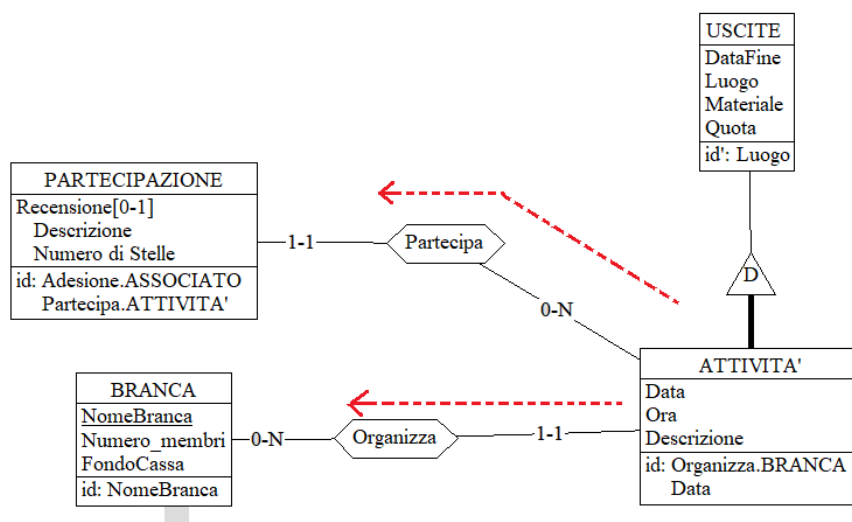 USCITE
DataFine
Luogo
Materiale
Quota
id': Luogo
PARTECIPAZIONE
Recensione[0-1]
Descrizione
Numero di Stelle
id: Adesione.ASSOCIATO
Partecipa.ATTIVITA'
1-1
Partecipa
0-N
D
ATTIVITA'
Data
Ora
Descrizione
id: Organizza.BRANCA
Data
BRANCA
NomeBranca
Numero_membri
FondoCassa
id: NomeBranca
0-N
Organizza
1-1